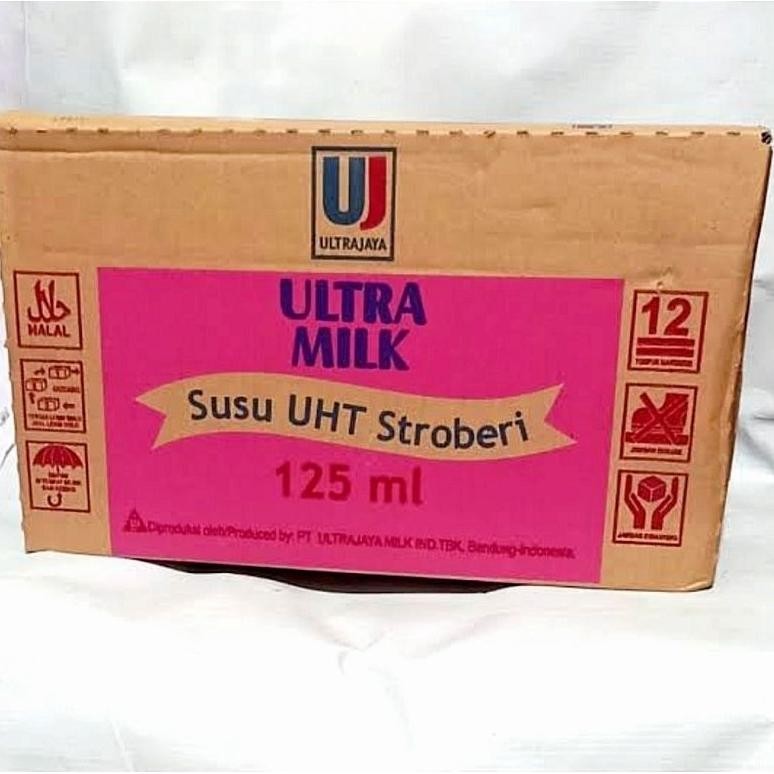 UJ
ULTRAJAYA
ULTRA
MILK
Susu UHT Stroberi
125 ml
Diproduksi oleh/Produced by: PT ULTRAJAYA MILK IND.TBK, Bandung-Indonesia.
حلال
HALAL
12